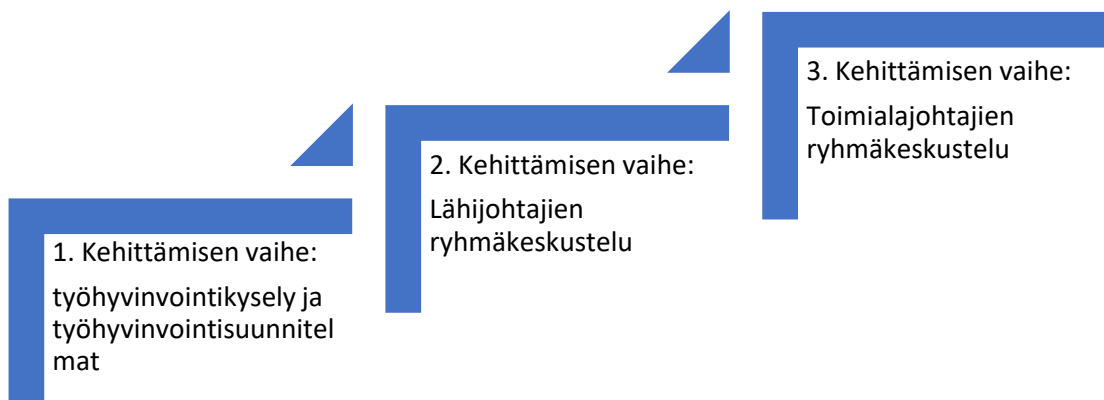 1. Kehittämisen vaihe:
työhyvinvointikysely ja
työhyvinvointisuunnitel
mat
2. Kehittämisen vaihe:
Lähijohtajien
ryhmäkeskustelu
3. Kehittämisen vaihe:
Toimialajohtajien
ryhmäkeskustelu